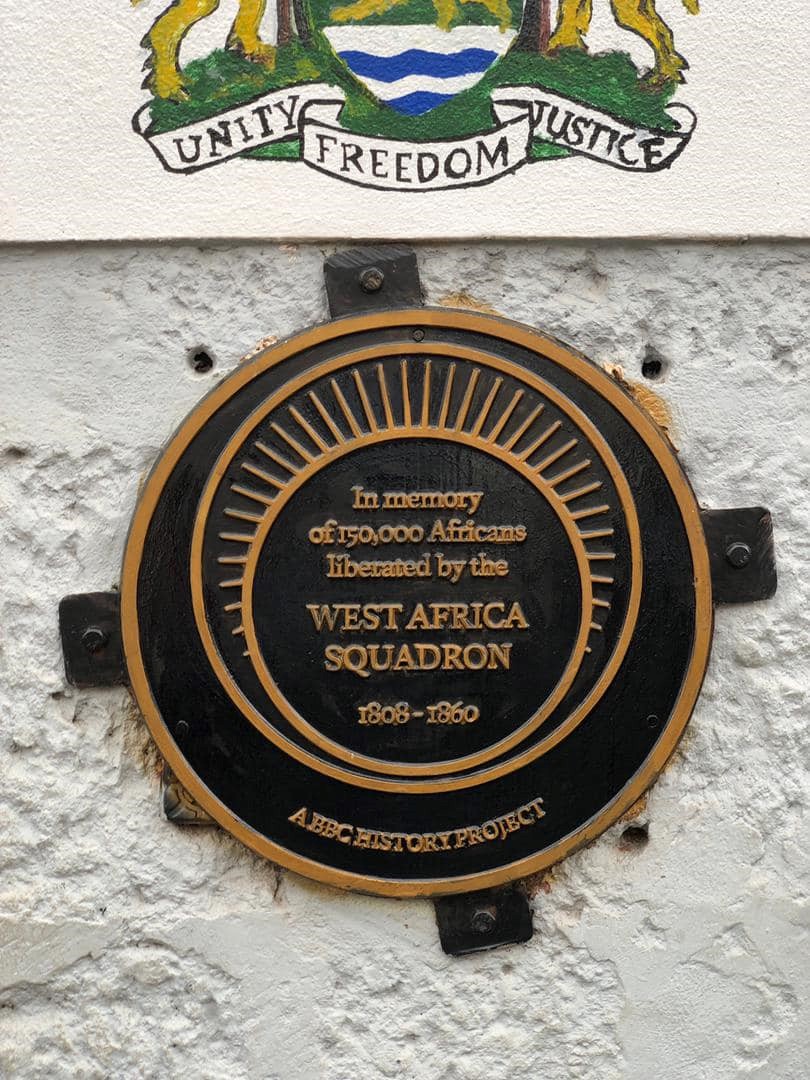 UNITY FREEDOM JUSTICE
In memory
of 150,000 Africans
liberated by the
WEST AFRICA
SQUADRON
1808-1860
A BBC HISTORY PROJECT